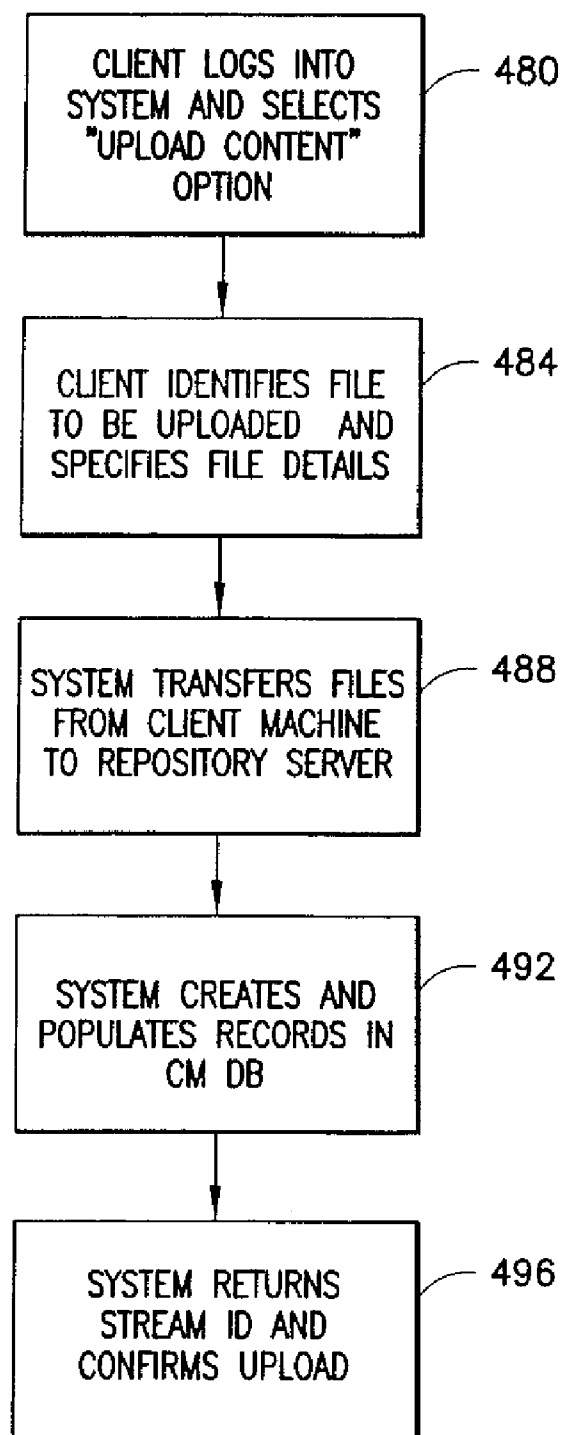 CLIENT LOGS INTO
SYSTEM AND SELECTS
"UPLOAD CONTENT"
OPTION
480
CLIENT IDENTIFIES FILE
TO BE UPLOADED AND
SPECIFIES FILE DETAILS
484
SYSTEM TRANSFERS FILES
FROM CLIENT MACHINE
TO REPOSITORY SERVER
488
SYSTEM CREATES AND
POPULATES RECORDS IN
CM DB
492
SYSTEM RETURNS
STREAM ID AND
CONFIRMS UPLOAD
496